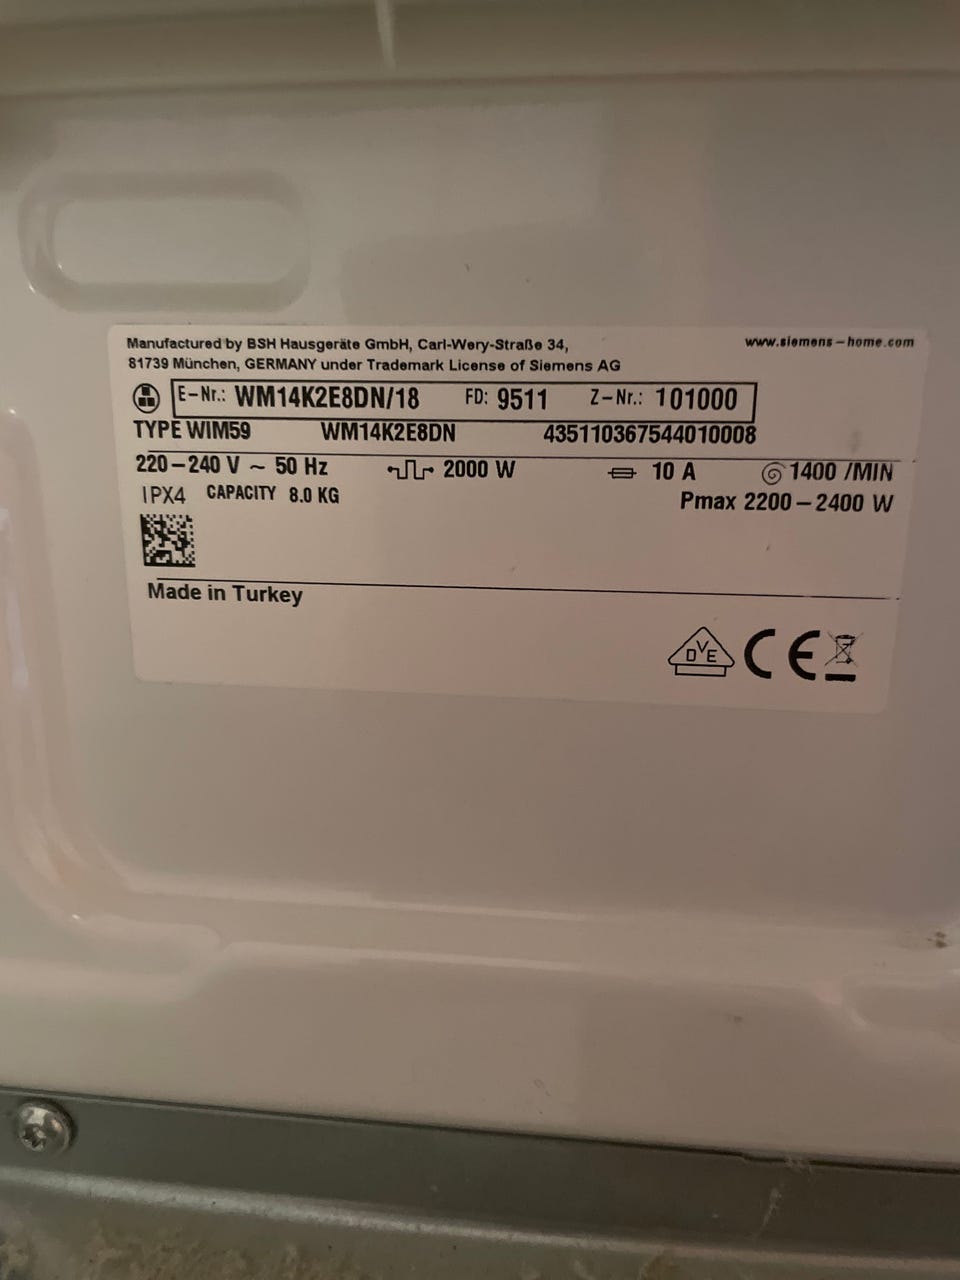 Manufactured by BSH Hausgeräte GmbH, Carl-Wery-Straße 34,
www.siemens-home.com
81739 München, GERMANY under Trademark License of Siemens AG
E-Nr.: WM14K2E8DN/18 FD: 9511 Z-Nr.: 101000
TYPE WIM59 WM14K2E8DN 435110367544010008
220-240 V ~ 50 Hz 2000 W 10 A 1400 /MIN
IPX4 CAPACITY 8.0 KG Pmax 2200-2400 W
Made in Turkey
DVE CE